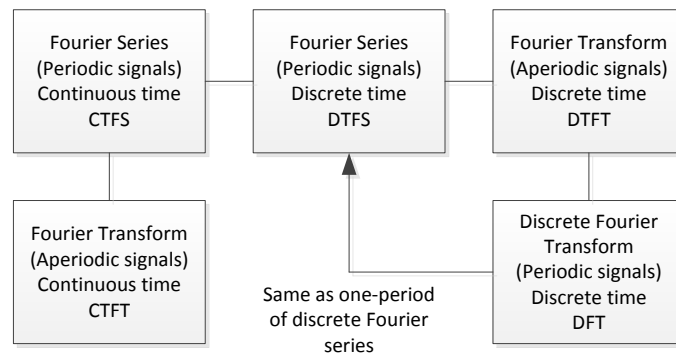 Fourier Series
(Periodic signals)
Continuous time
CTFS
Fourier Series
(Periodic signals)
Discrete time
DTFS
Fourier Transform
(Aperiodic signals)
Discrete time
DTFT
Fourier Transform
(Aperiodic signals)
Continuous time
CTFT
Same as one-period
of discrete Fourier
series
Discrete Fourier
Transform
(Periodic signals)
Discrete time
DFT